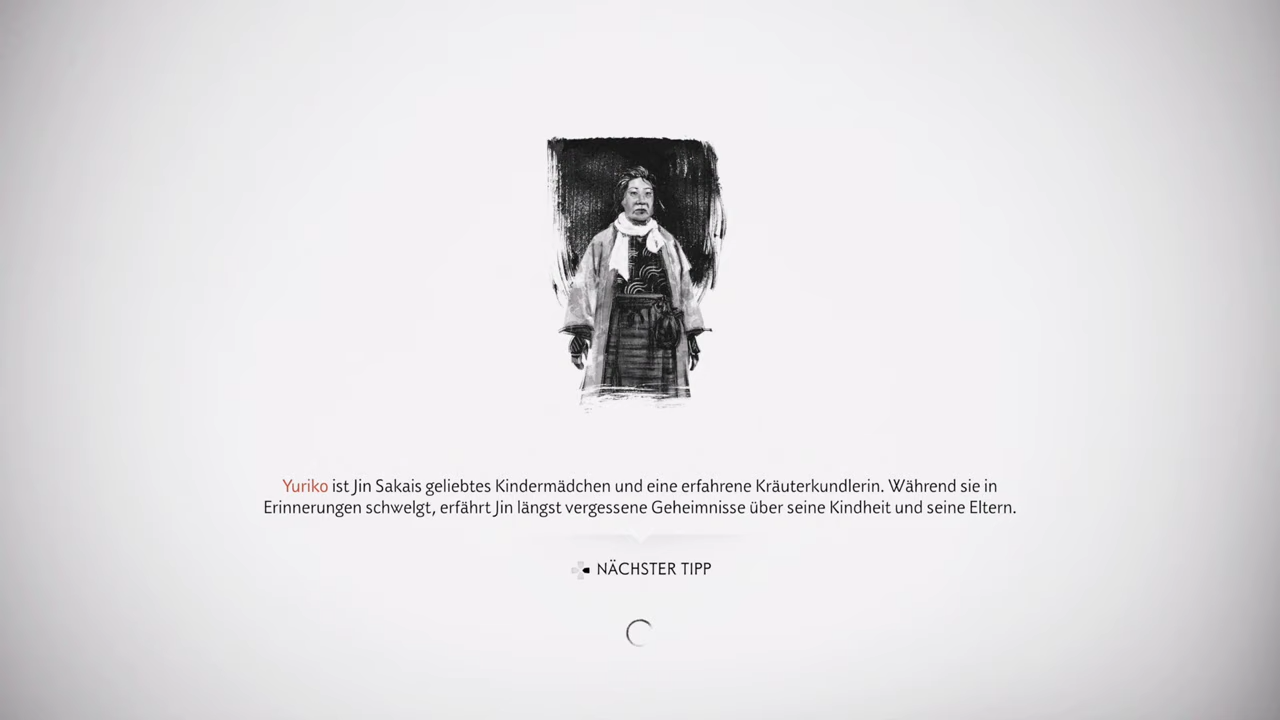 Yuriko ist Jin Sakais geliebtes Kindermädchen und eine erfahrene Kräuterkundlerin. Während sie in
Erinnerungen schwelgt, erfährt Jin längst vergessene Geheimnisse über seine Kindheit und seine Eltern.
NÄCHSTER TIPP